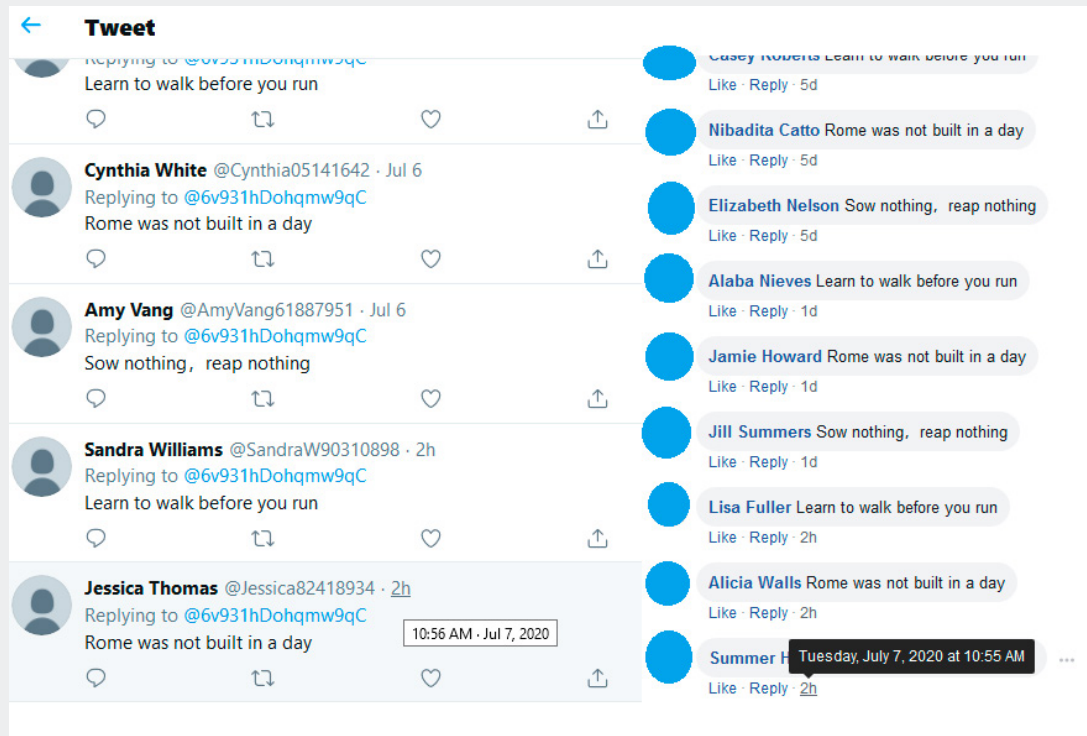 Tweet
Replying to @6v931hDohqmw9qC
Learn to walk before you run
Cynthia White @Cynthia05141642 · Jul 6
Replying to @6v931hDohqmw9qC
Rome was not built in a day
Amy Vang @AmyVang61887951 · Jul 6
Replying to @6v931hDohqmw9qC
Sow nothing，reap nothing
Sandra Williams @SandraW90310898 · 2h
Replying to @6v931hDohqmw9qC
Learn to walk before you run
Jessica Thomas @Jessica82418934 · 2h
Replying to @6v931hDohqmw9qC
10:56 AM · Jul 7, 2020
Rome was not built in a day
Casey Roberts Learn to walk before you run
Like · Reply · 5d
Nibadita Catto Rome was not built in a day
Like · Reply · 5d
Elizabeth Nelson Sow nothing，reap nothing
Like · Reply · 5d
Alaba Nieves Learn to walk before you run
Like · Reply · 1d
Jamie Howard Rome was not built in a day
Like · Reply · 1d
Jill Summers Sow nothing，reap nothing
Like · Reply · 1d
Lisa Fuller Learn to walk before you run
Like · Reply · 2h
Alicia Walls Rome was not built in a day
Like · Reply · 2h
Summer H
Tuesday, July 7, 2020 at 10:55 AM
Like · Reply · 2h